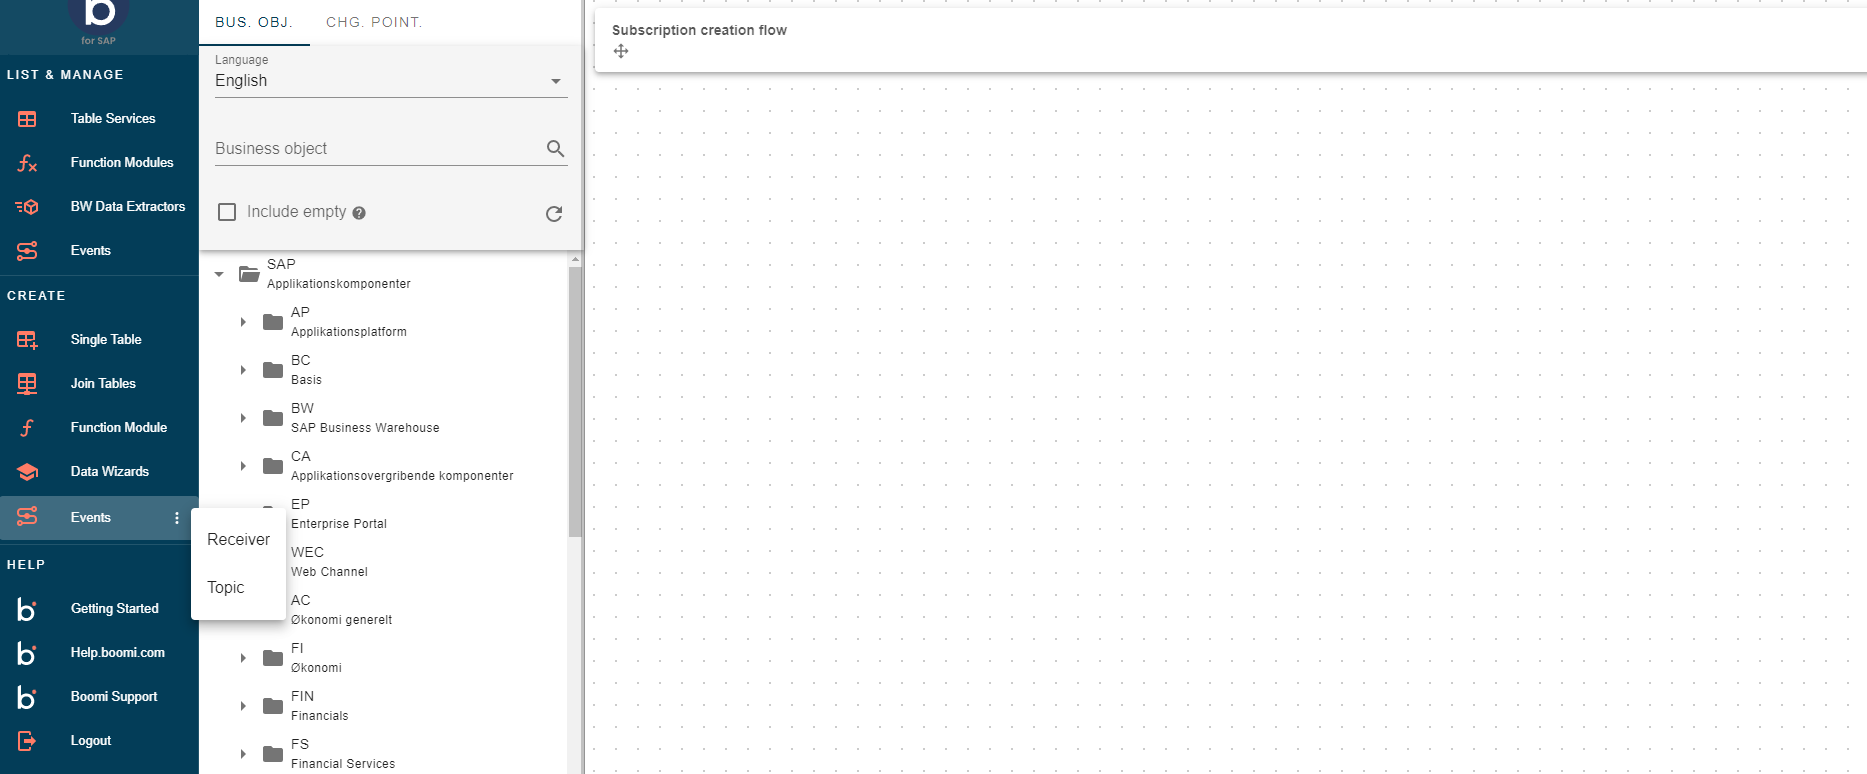 for SAP
LIST & MANAGE
Table Services
Function Modules
BW Data Extractors
Events
CREATE
Single Table
Join Tables
Function Module
Data Wizards
Events
HELP
Getting Started
Help.boomi.com
Boomi Support
Logout
Receiver
Topic
BUS. OBJ. CHG. POINT.
Language
English
Business object
Include empty
SAP
Applikationskomponenter
AP
Applikationsplatform
BC
Basis
BW
SAP Business Warehouse
CA
Applikationsovergribende komponenter
EP
Enterprise Portal
WEC
Web Channel
AC
Økonomi generelt
FI
Økonomi
FIN
Financials
FS
Financial Services
Subscription creation flow